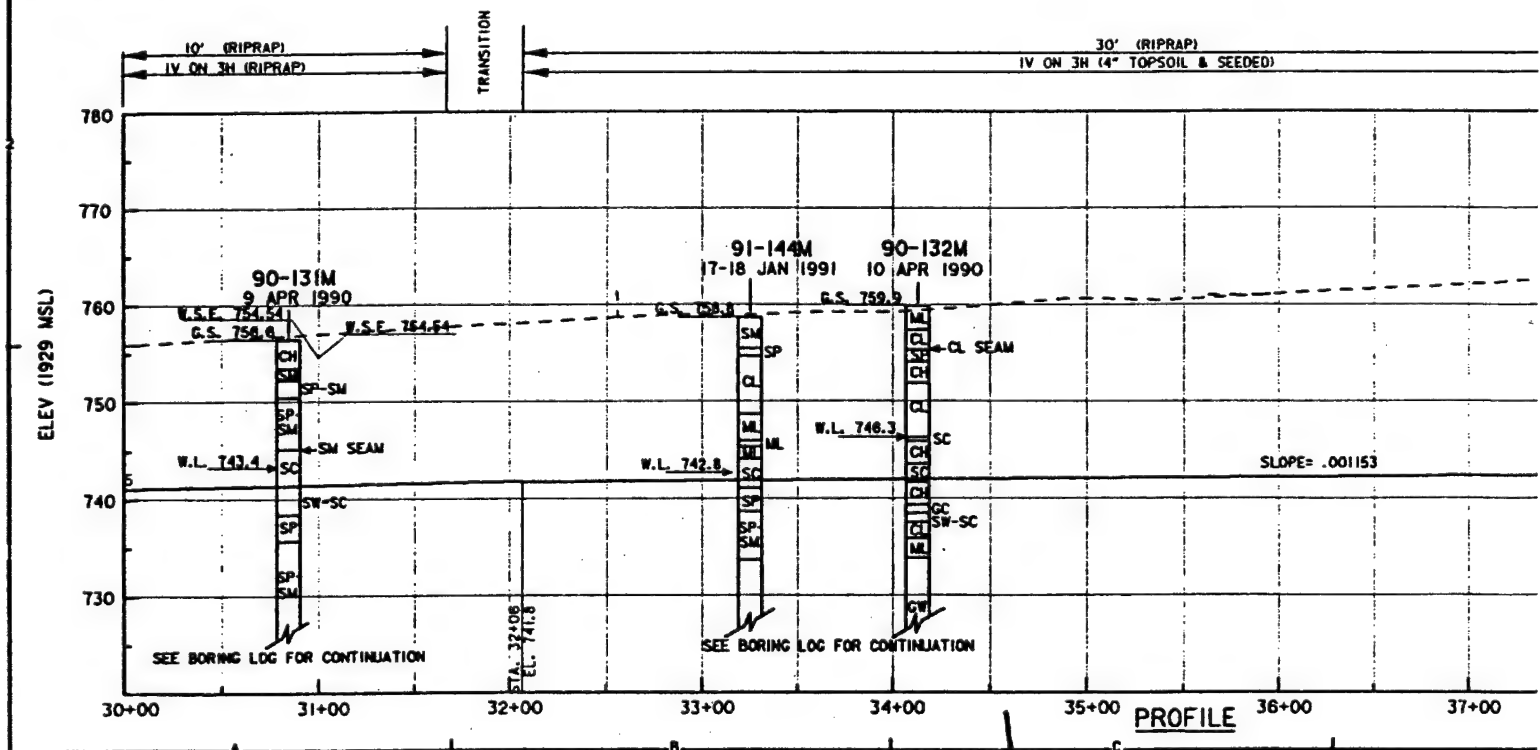 10' (RIPRAP)
1V ON 3H (RIPRAP)
TRANSITION
30' (RIPRAP)
1V ON 3H (4" TOPSOIL & SEEDED)
780
770
760
750
740
730
ELEV (1929 MSL)
90-131M
9 APR 1990
W.S.E. 754.54
W.S.E. 754.54
G.S. 756.6
CH
SM
SP-SM
SP-
SM
SM SEAM
W.L. 743.4
SC
SW-SC
SP
SP-
SM
SEE BORING LOG FOR CONTINUATION
STA. 32+06
EL. 741.8
91-144M
17-18 JAN 1991
G.S. 758.8
SM
SP
CL
ML
ML
ML
W.L. 742.8
SC
SP
SP-
SM
SEE BORING LOG FOR CONTINUATION
90-132M
10 APR 1990
G.S. 759.9
ML
CL
SP
CL SEAM
CH
CL
W.L. 746.3
SC
CH
SC
CH
GC
SW-SC
CL
ML
GW
SLOPE= .001153
30+00
31+00
32+00
33+00
34+00
35+00
36+00
37+00
PROFILE
A
B
C